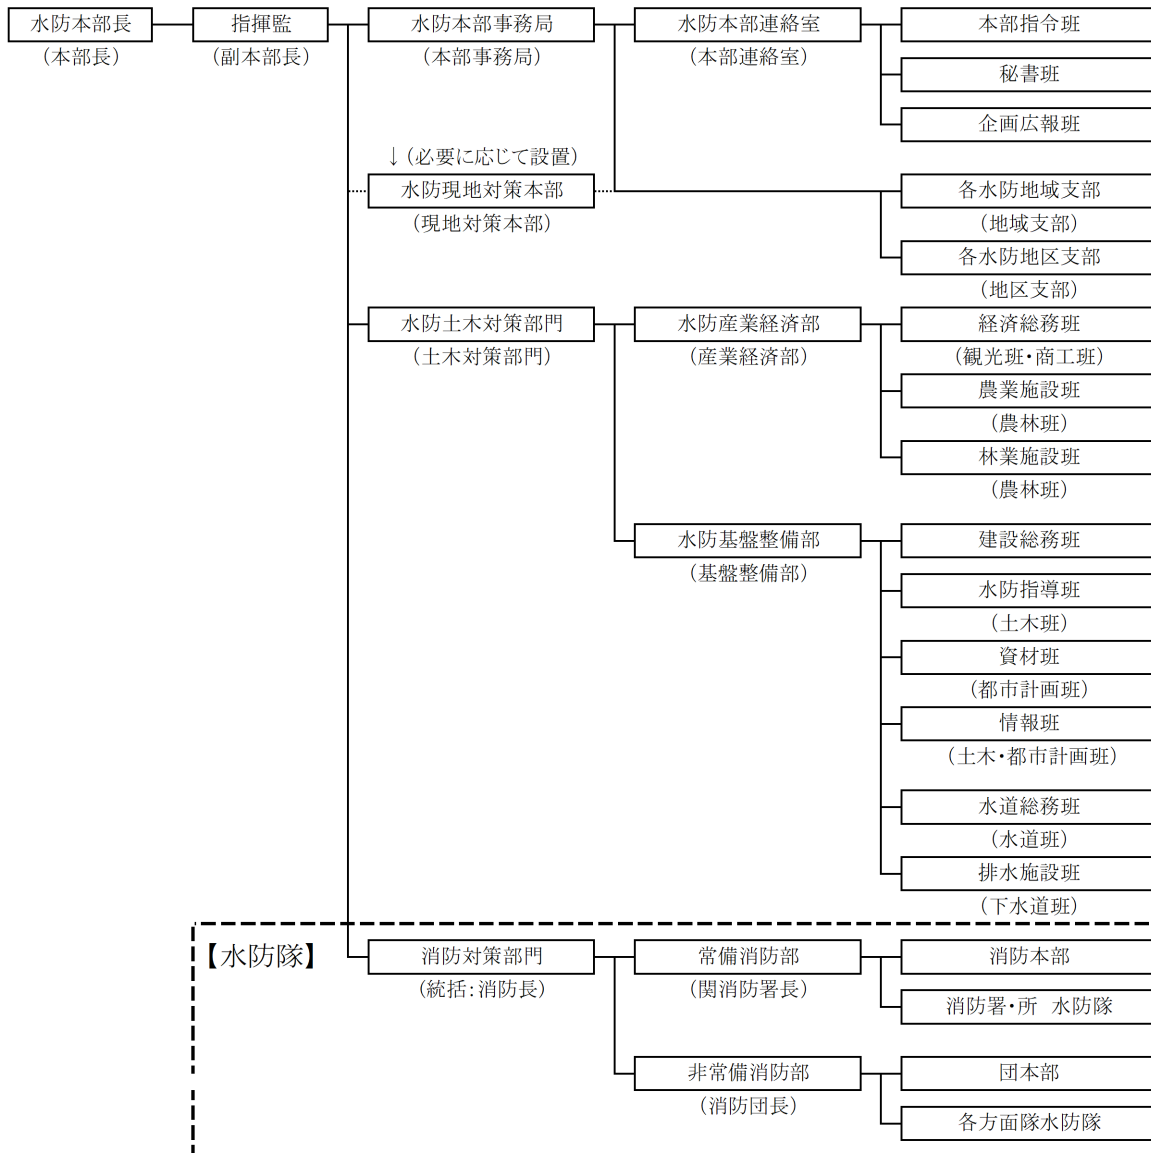 水防本部長
(本部長)
指揮監
(副本部長)
水防本部事務局
(本部事務局)
水防本部連絡室
(本部連絡室)
本部指令班
秘書班
企画広報班
↓(必要に応じて設置)
水防現地対策本部
(現地対策本部)
各水防地域支部
(地域支部)
各水防地区支部
(地区支部)
水防土木対策部門
(土木対策部門)
水防産業経済部
(産業経済部)
経済総務班
(観光班・商工班)
農業施設班
(農林班)
林業施設班
(農林班)
水防基盤整備部
(基盤整備部)
建設総務班
水防指導班
(土木班)
資材班
(都市計画班)
情報班
(土木・都市計画班)
水道総務班
(水道班)
排水施設班
(下水道班)
【水防隊】
消防対策部門
(統括:消防長)
常備消防部
(関消防署長)
消防本部
消防署・所 水防隊
非常備消防部
(消防団長)
団本部
各方面隊水防隊